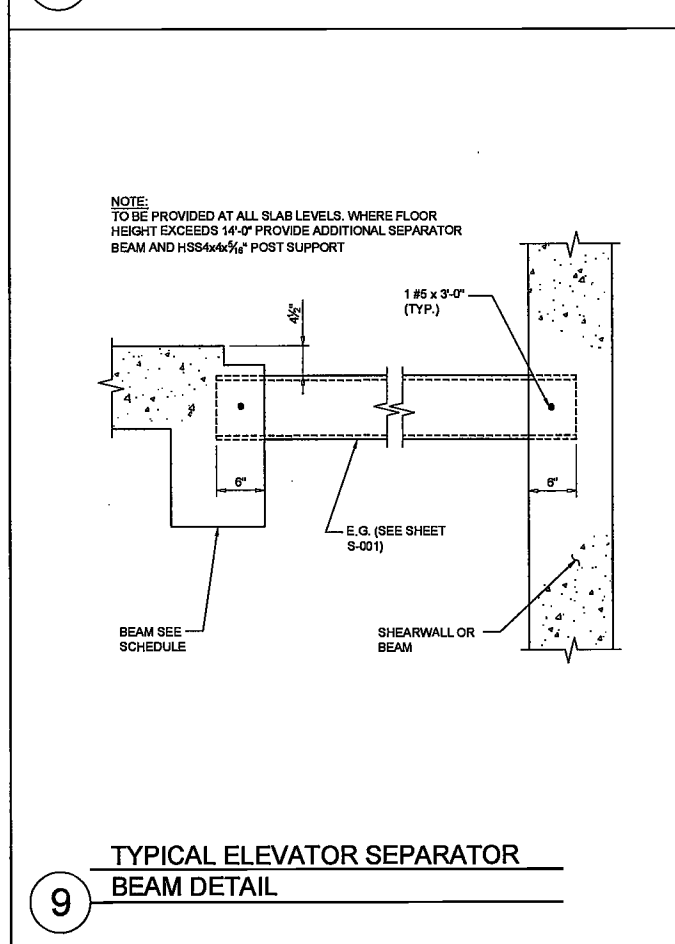 NOTE:
TO BE PROVIDED AT ALL SLAB LEVELS. WHERE FLOOR
HEIGHT EXCEEDS 14'-0" PROVIDE ADDITIONAL SEPARATOR
BEAM AND HSS4x4x5/16" POST SUPPORT
1 #5 x 3'-0"
(TYP.)
4½"
6"
6"
E.G. (SEE SHEET
S-001)
BEAM SEE
SCHEDULE
SHEARWALL OR
BEAM
TYPICAL ELEVATOR SEPARATOR
BEAM DETAIL
9